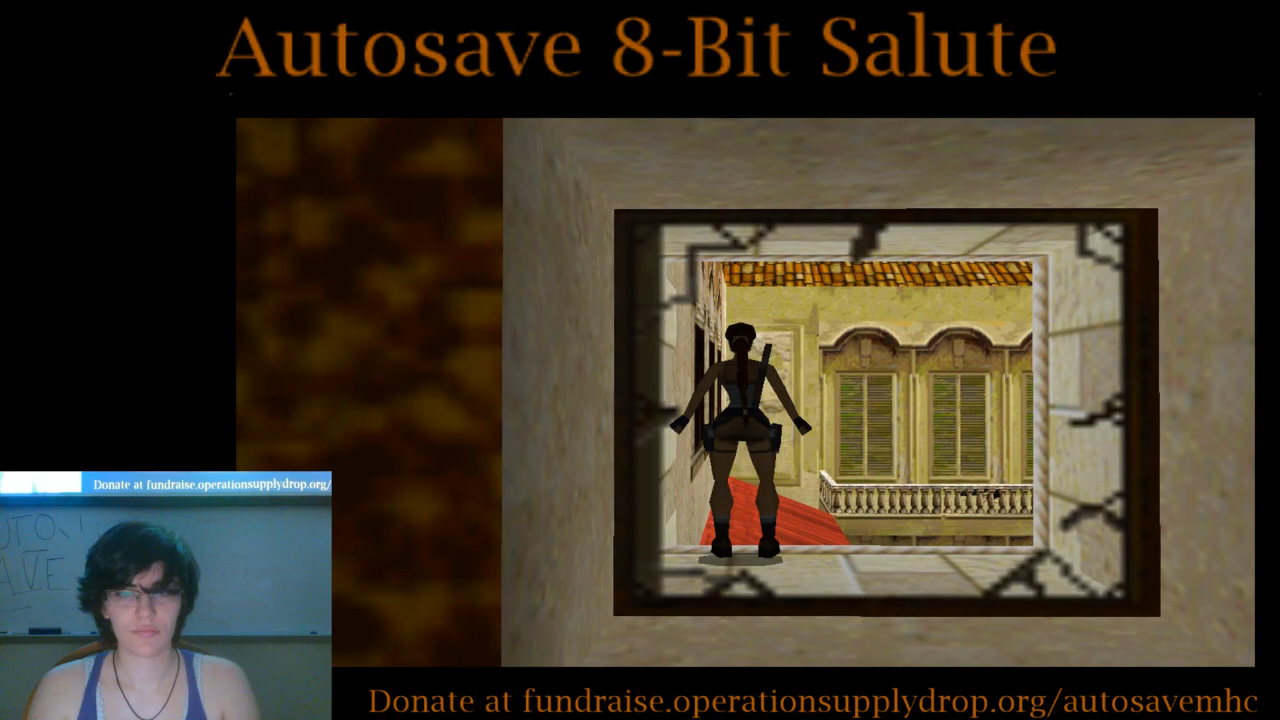 Autosave 8-Bit Salute
Donate at fundraise.operationsupplydrop.org/
Donate at fundraise.operationsupplydrop.org/autosavemhc